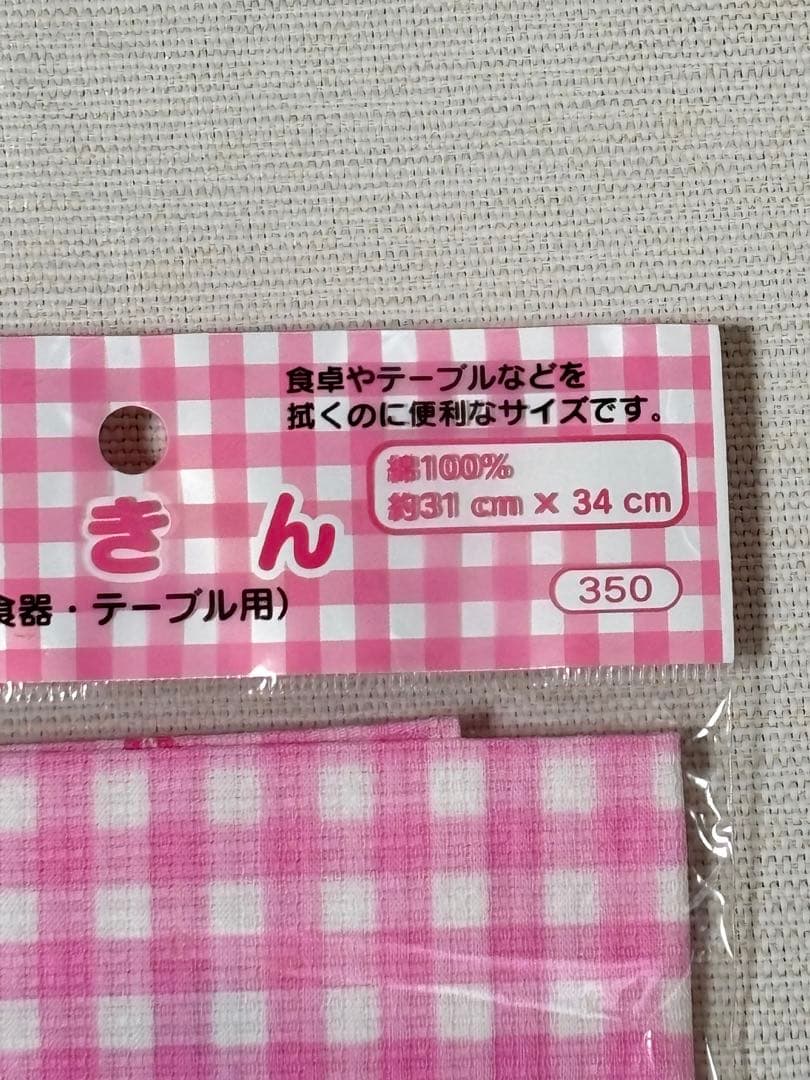 食卓やテーブルなどを
拭くのに便利なサイズです。
綿100%
約31 cm × 34 cm
きん
350
食器・テーブル用)